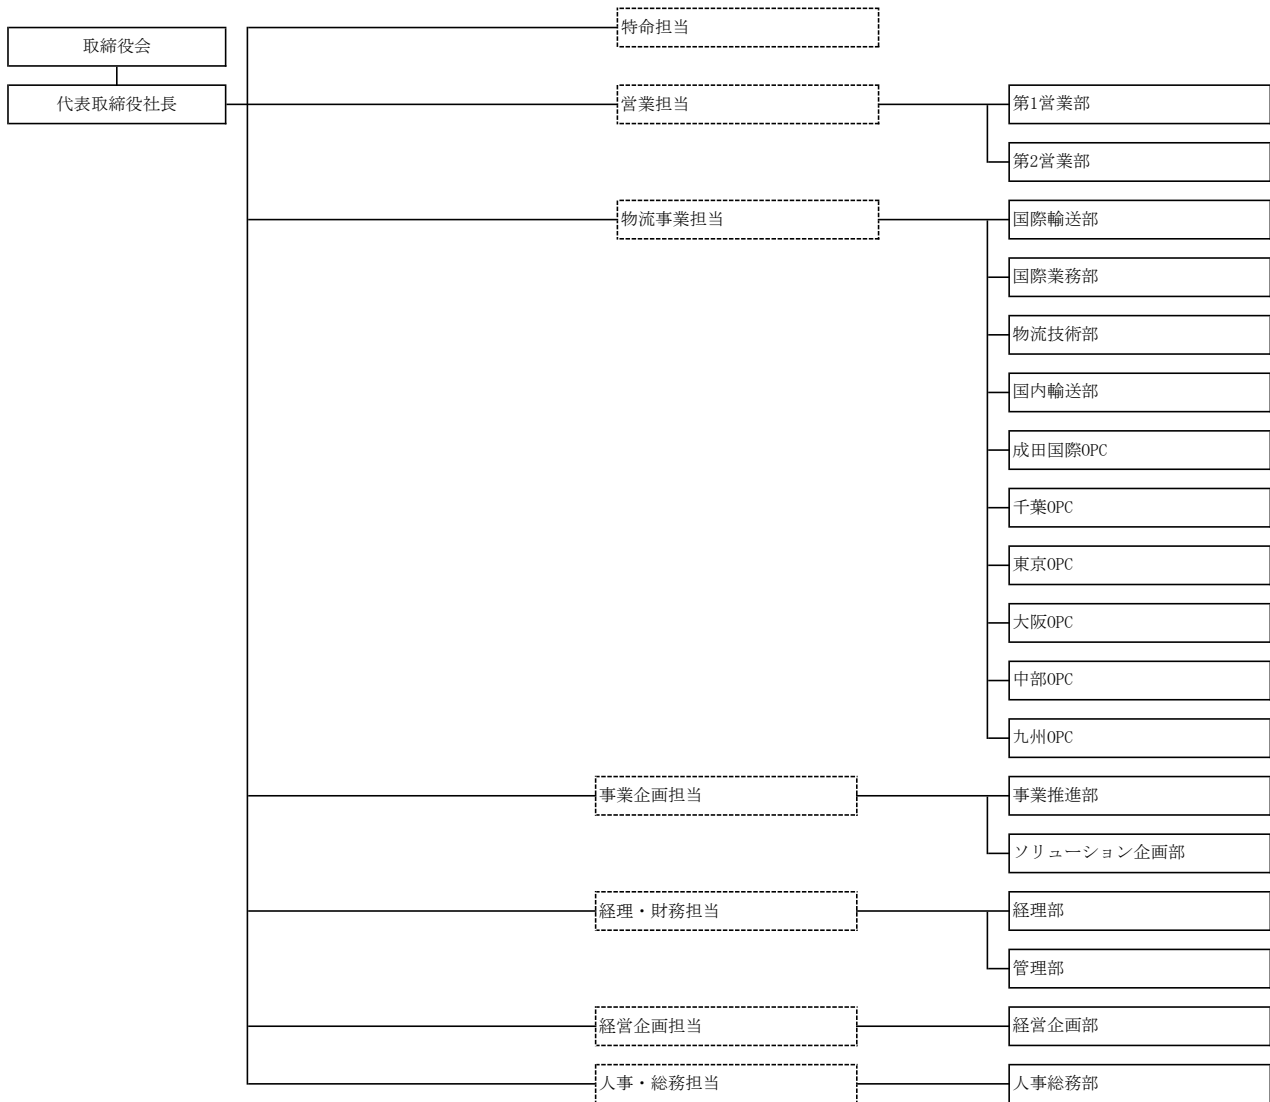 取締役会
代表取締役社長
特命担当
営業担当
第1営業部
第2営業部
物流事業担当
国際輸送部
国際業務部
物流技術部
国内輸送部
成田国際OPC
千葉OPC
東京OPC
大阪OPC
中部OPC
九州OPC
事業企画担当
事業推進部
ソリューション企画部
経理・財務担当
経理部
管理部
経営企画担当
経営企画部
人事・総務担当
人事総務部